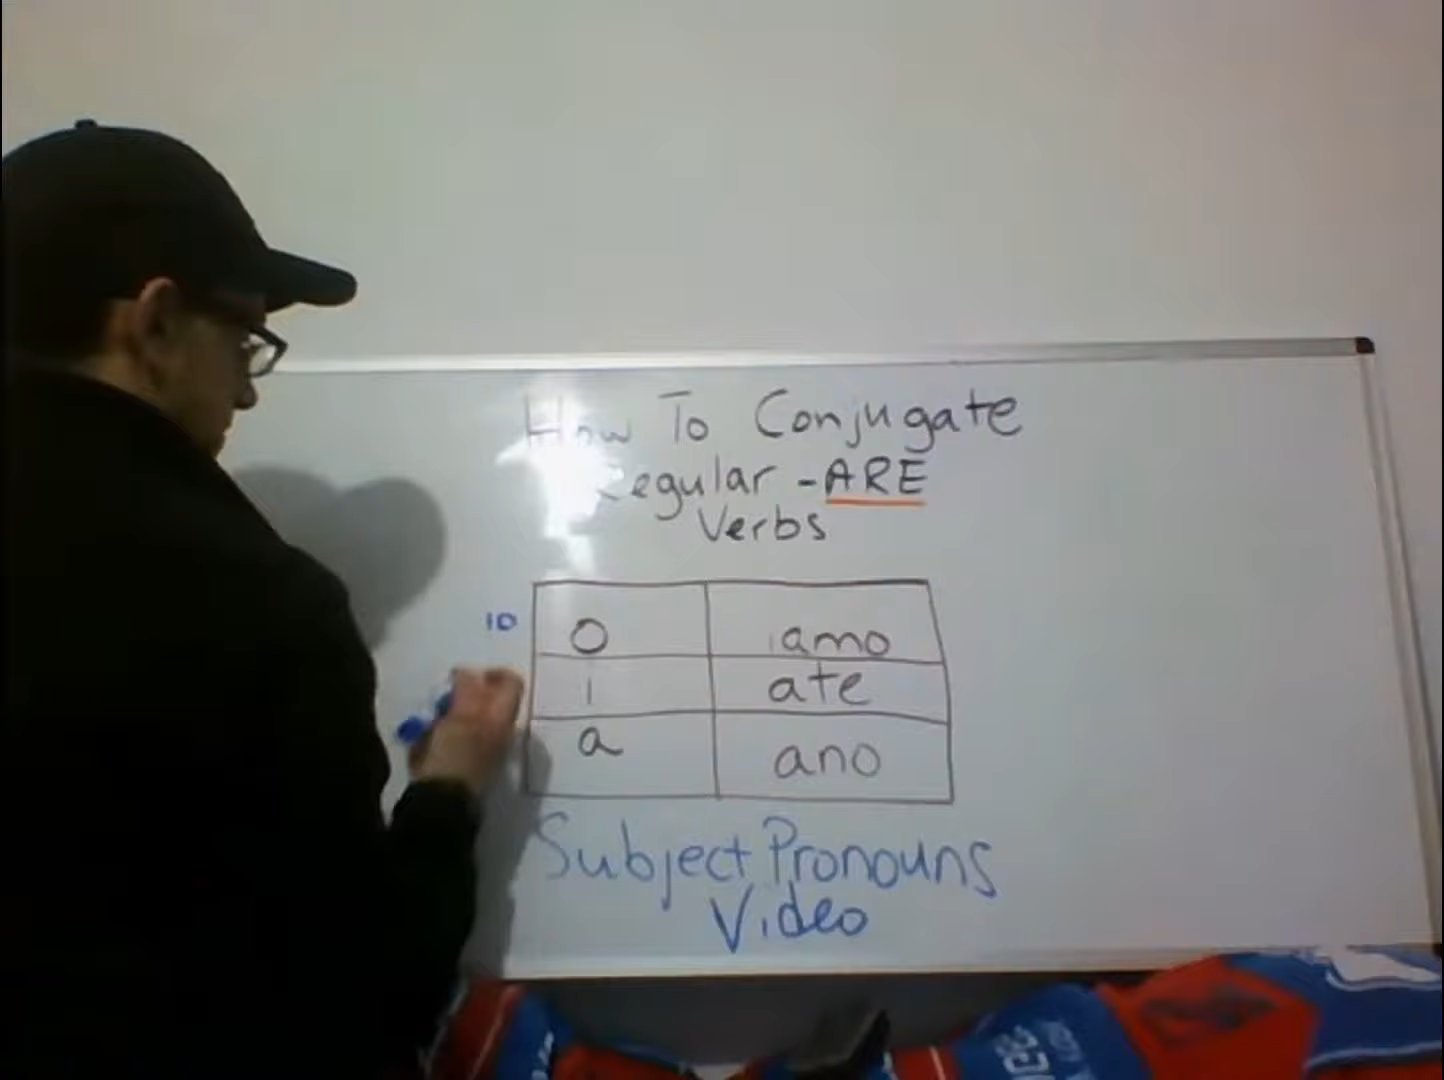 How To Conjugate
Regular -ARE
Verbs
io
o iamo
i ate
a ano
Subject Pronouns
Video